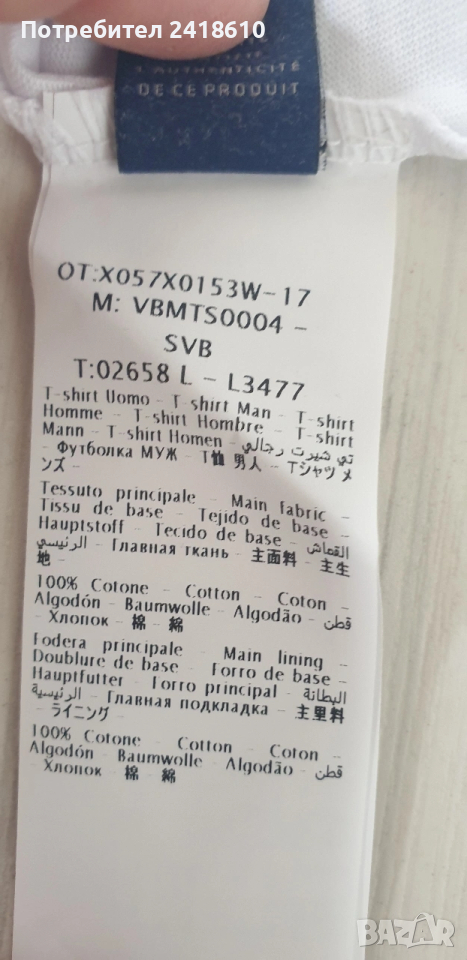 Потребител 2418610
L'AUTHENTICITÉ
DE CE PRODUIT
OT:X057X0153W-17
M: VBMTS0004 -
SVB
T:02658 L - L3477
T-shirt Uomo - T-shirt Man - T-shirt
Homme - T-shirt Hombre - T-shirt
Mann - T-shirt Homen - تي شيرت رجالي
- Футболка МУЖ - T恤 男人 - Tシャツ メ
ンズ -
Tessuto principale - Main fabric -
Tissu de base - Tejido de base -
Hauptstoff - Tecido de base - القماش
الرئيسي - Главная ткань - 主面料 - 主生
地 -
100% Cotone - Cotton - Coton -
Algodón - Baumwolle - Algodão - قطن
- Хлопок - 棉 - 綿
Fodera principale - Main lining -
Doublure de base - Forro de base -
Hauptfutter - Forro principal - البطانة
الرئيسية - Главная подкладка - 主里料
- ライニング -
100% Cotone - Cotton - Coton -
Algodón - Baumwolle - Algodão - قطن
- Хлопок - 棉 - 綿
BAZAR